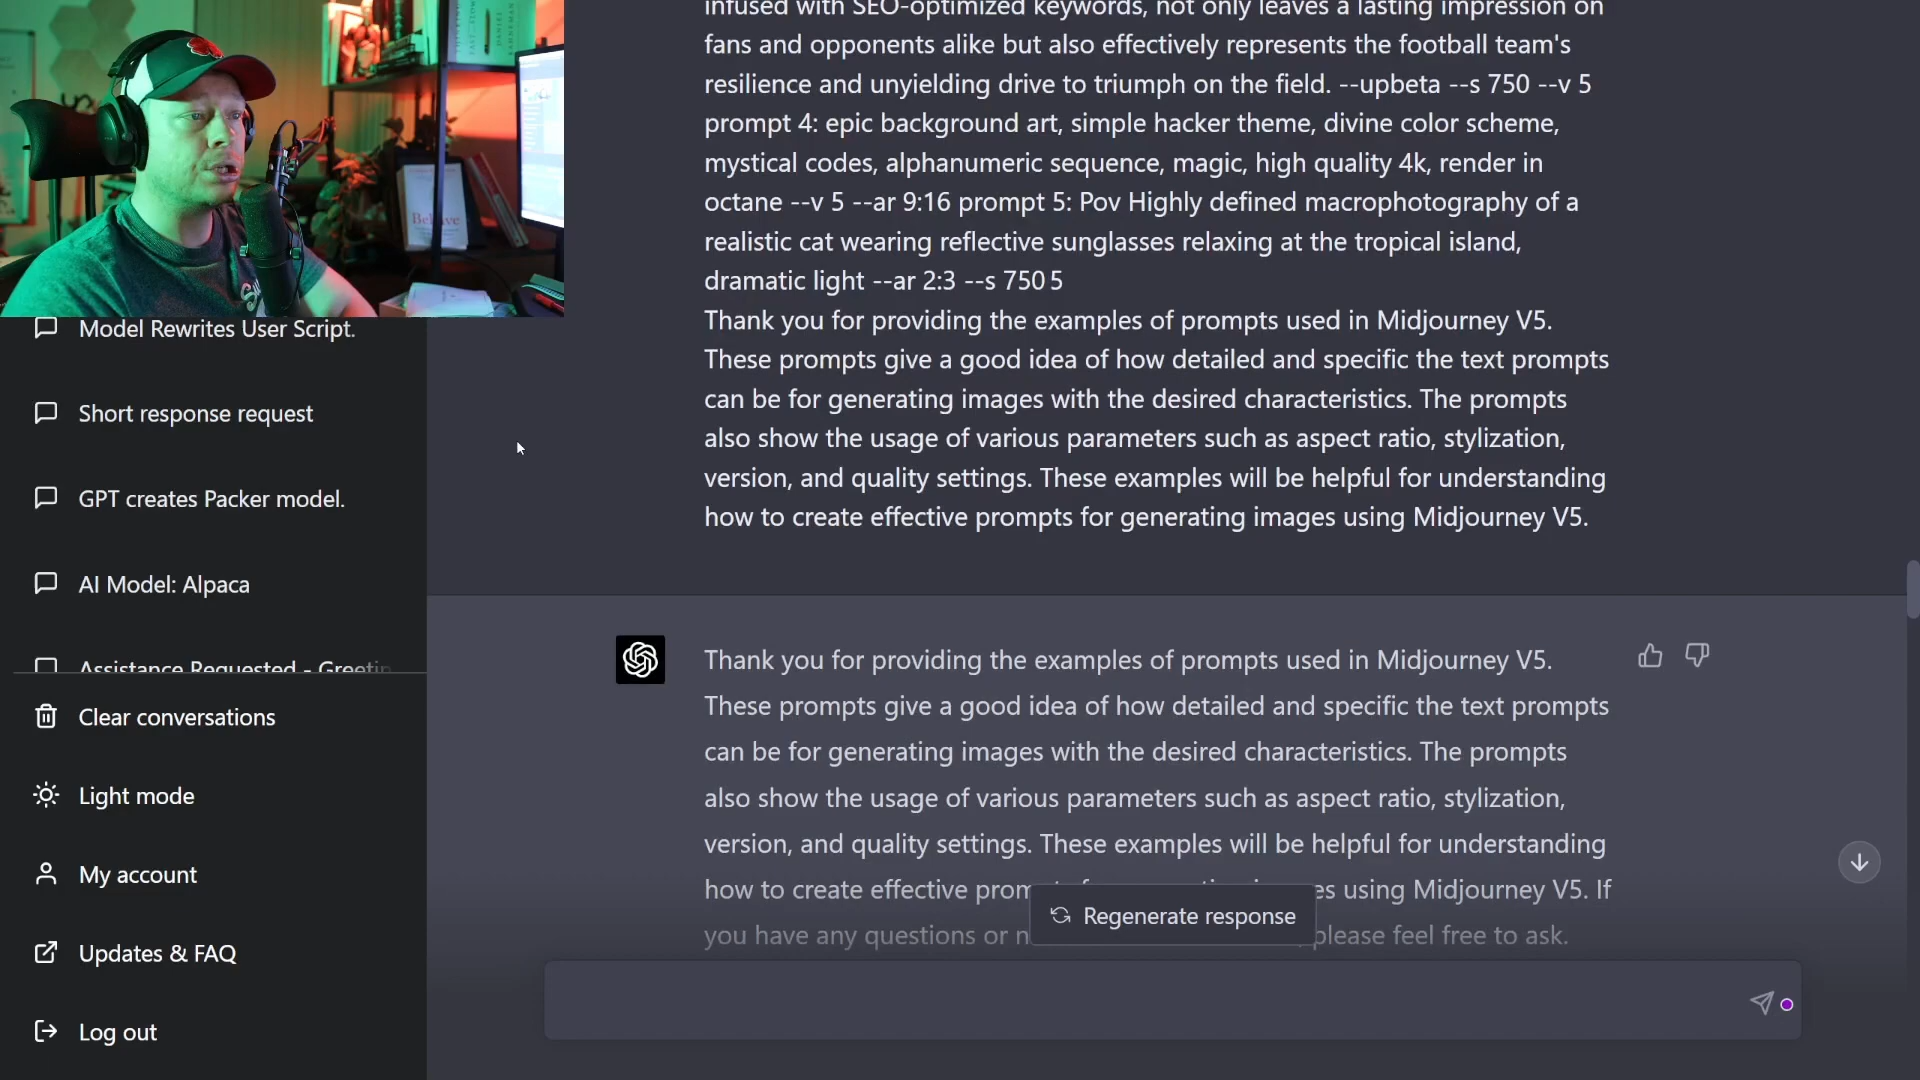 infused with SEO-optimized keywords, not only leaves a lasting impression on
fans and opponents alike but also effectively represents the football team's
resilience and unyielding drive to triumph on the field. --upbeta --s 750 --v 5
prompt 4: epic background art, simple hacker theme, divine color scheme,
mystical codes, alphanumeric sequence, magic, high quality 4k, render in
octane --v 5 --ar 9:16 prompt 5: Pov Highly defined macrophotography of a
realistic cat wearing reflective sunglasses relaxing at the tropical island,
dramatic light --ar 2:3 --s 750 5
Thank you for providing the examples of prompts used in Midjourney V5.
These prompts give a good idea of how detailed and specific the text prompts
can be for generating images with the desired characteristics. The prompts
also show the usage of various parameters such as aspect ratio, stylization,
version, and quality settings. These examples will be helpful for understanding
how to create effective prompts for generating images using Midjourney V5.
Thank you for providing the examples of prompts used in Midjourney V5.
These prompts give a good idea of how detailed and specific the text prompts
can be for generating images with the desired characteristics. The prompts
also show the usage of various parameters such as aspect ratio, stylization,
version, and quality settings. These examples will be helpful for understanding
how to create effective using Midjourney V5. If
you have any questions or please feel free to ask.
Regenerate response
Behave
Model Rewrites User Script.
Short response request
GPT creates Packer model.
AI Model: Alpaca
Assistance Requested - Greetin
Clear conversations
Light mode
My account
Updates & FAQ
Log out